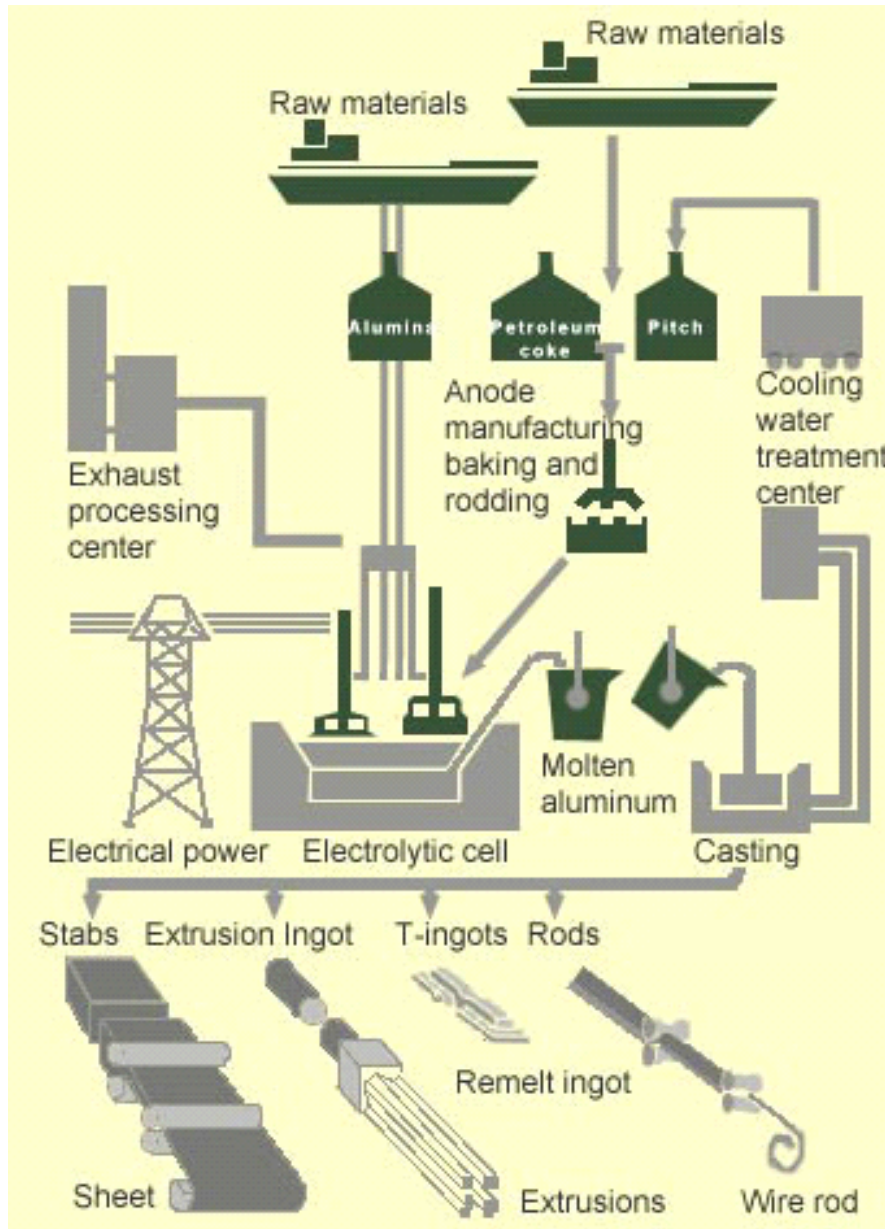 Raw materials
Raw materials
Alumina
Petroleum
coke
Pitch
Exhaust
processing
center
Anode
manufacturing
baking and
rodding
Cooling
water
treatment
center
Molten
aluminum
Electrical power
Electrolytic cell
Casting
Stabs
Extrusion Ingot
T-ingots
Rods
Remelt ingot
Sheet
Extrusions
Wire rod